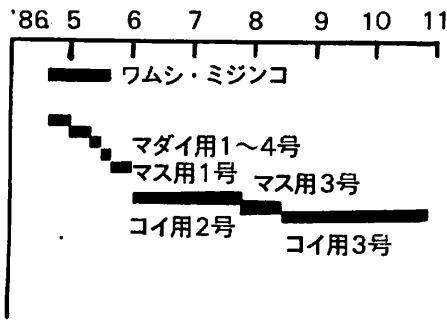 '86 5 6 7 8 9 10 11
ワムシ・ミジンコ
マダイ用1～4号
マス用1号 マス用3号
コイ用2号 コイ用3号